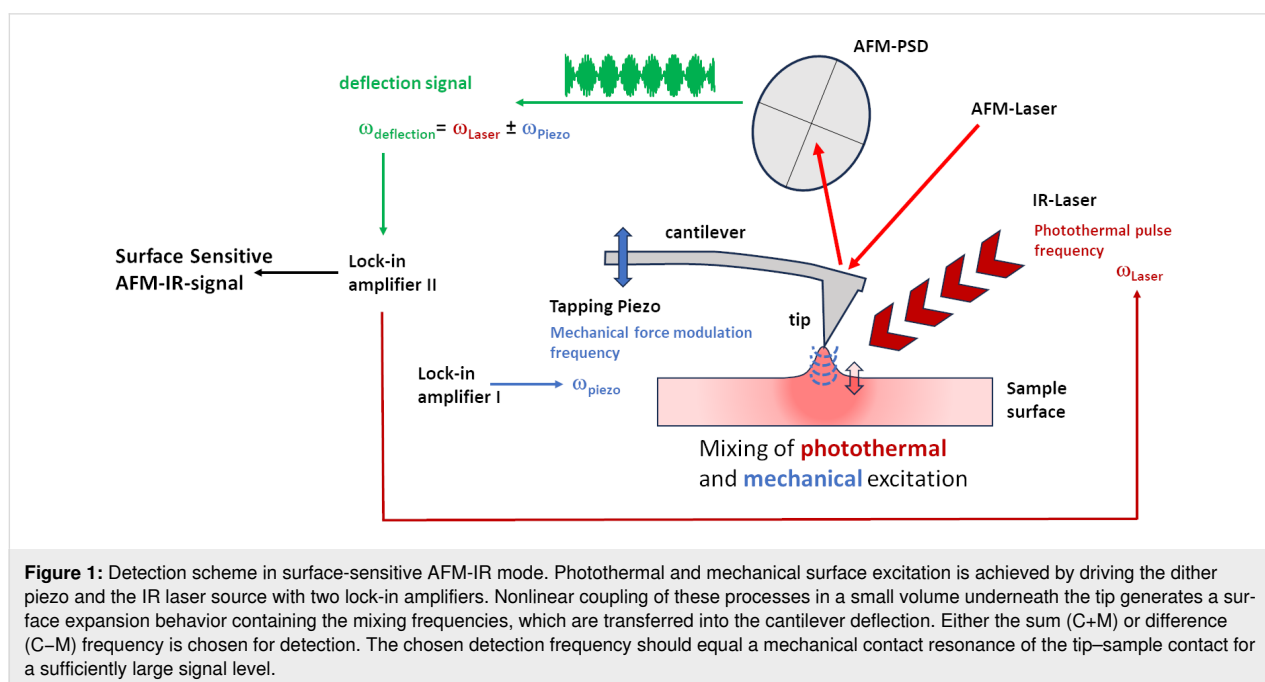 AFM-PSD
deflection signal
AFM-Laser
ω_deflection = ω_Laser ± ω_Piezo
IR-Laser
Photothermal pulse
frequency
ω_Laser
cantilever
Surface Sensitive
AFM-IR-signal
Lock-in
amplifier II
Tapping Piezo
Mechanical force modulation
frequency
tip
Lock-in
amplifier I
ω_piezo
Sample
surface
Mixing of photothermal
and mechanical excitation
Figure 1: Detection scheme in surface-sensitive AFM-IR mode. Photothermal and mechanical surface excitation is achieved by driving the dither
piezo and the IR laser source with two lock-in amplifiers. Nonlinear coupling of these processes in a small volume underneath the tip generates a sur-
face expansion behavior containing the mixing frequencies, which are transferred into the cantilever deflection. Either the sum (C+M) or difference
(C−M) frequency is chosen for detection. The chosen detection frequency should equal a mechanical contact resonance of the tip–sample contact for
a sufficiently large signal level.